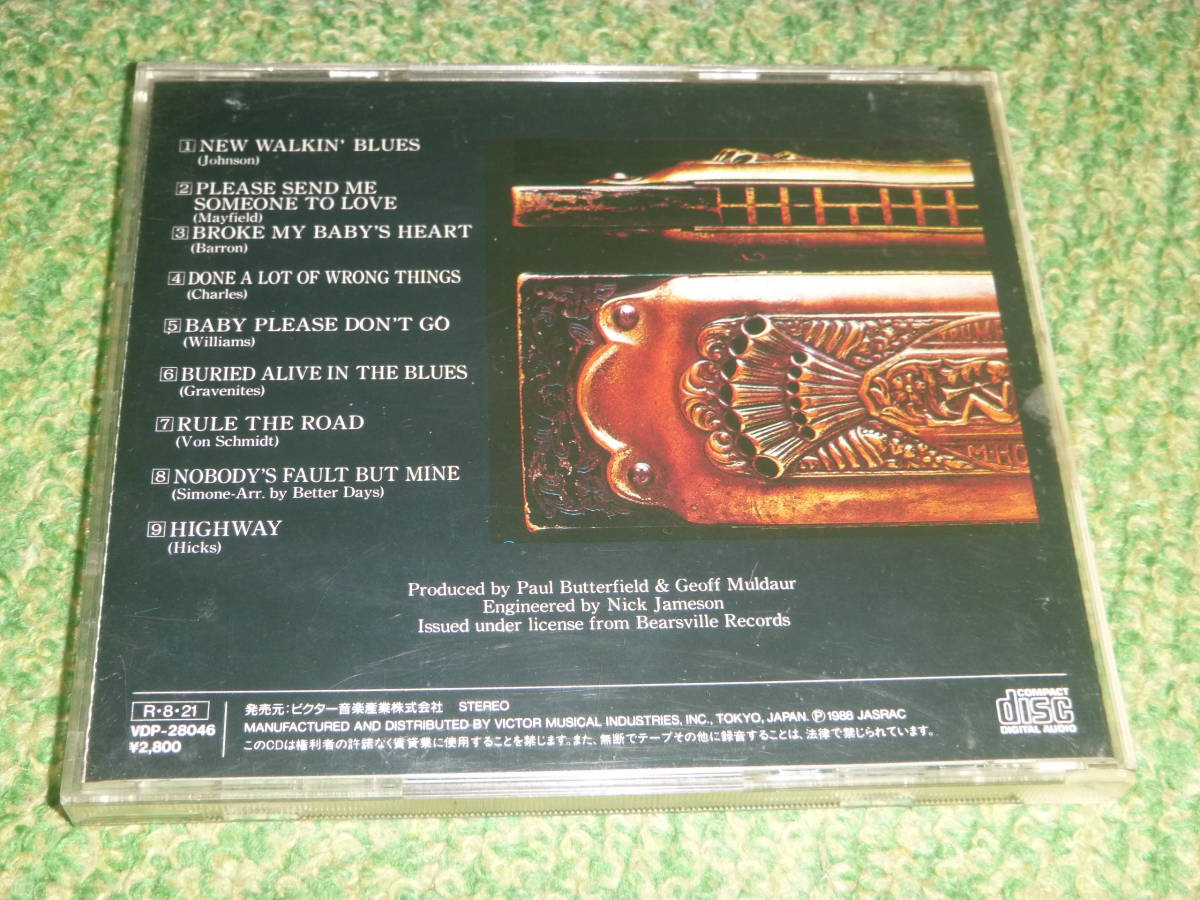 1 NEW WALKIN' BLUES
(Johnson)
2 PLEASE SEND ME
SOMEONE TO LOVE
(Mayfield)
3 BROKE MY BABY'S HEART
(Barron)
4 DONE A LOT OF WRONG THINGS
(Charles)
5 BABY PLEASE DON'T GO
(Williams)
6 BURIED ALIVE IN THE BLUES
(Gravenites)
7 RULE THE ROAD
(Von Schmidt)
8 NOBODY'S FAULT BUT MINE
(Simone-Arr. by Better Days)
9 HIGHWAY
(Hicks)
M·HO
Produced by Paul Butterfield & Geoff Muldaur
Engineered by Nick Jameson
Issued under license from Bearsville Records
R・8・21
VDP-28046
¥2,800
発売元:ビクター音楽産業株式会社 STEREO
MANUFACTURED AND DISTRIBUTED BY VICTOR MUSICAL INDUSTRIES, INC., TOKYO, JAPAN. Ⓟ1988 JASRAC
このCDは権利者の許諾なく賃貸業に使用することを禁じます。また、無断でテープその他に録音することは、法律で禁じられています。
COMPACT
disc
DIGITAL AUDIO